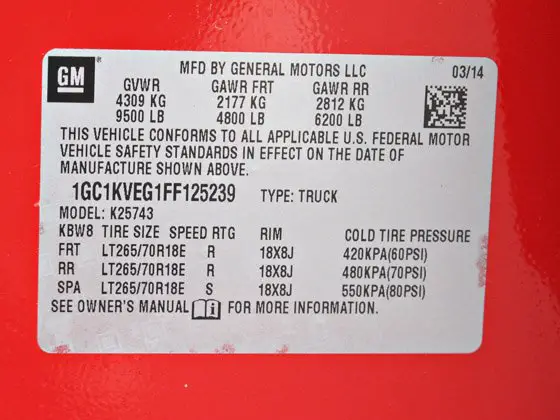 GM
MFD BY GENERAL MOTORS LLC 03/14
GVWR GAWR FRT GAWR RR
4309 KG 2177 KG 2812 KG
9500 LB 4800 LB 6200 LB
THIS VEHICLE CONFORMS TO ALL APPLICABLE U.S. FEDERAL MOTOR
VEHICLE SAFETY STANDARDS IN EFFECT ON THE DATE OF
MANUFACTURE SHOWN ABOVE.
1GC1KVEG1FF125239 TYPE: TRUCK
MODEL: K25743
KBW8 TIRE SIZE SPEED RTG RIM COLD TIRE PRESSURE
FRT LT265/70R18E R 18X8J 420KPA(60PSI)
RR LT265/70R18E R 18X8J 480KPA(70PSI)
SPA LT265/70R18E S 18X8J 550KPA(80PSI)
SEE OWNER'S MANUAL i FOR MORE INFORMATION.